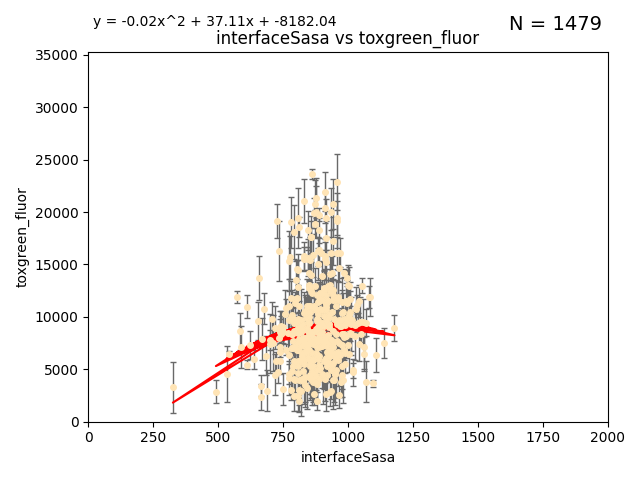 y = -0.02x^2 + 37.11x + -8182.04
N = 1479
interfaceSasa vs toxgreen_fluor
toxgreen_fluor
35000
30000
25000
20000
15000
10000
5000
0
0 250 500 750 1000 1250 1500 1750 2000
interfaceSasa